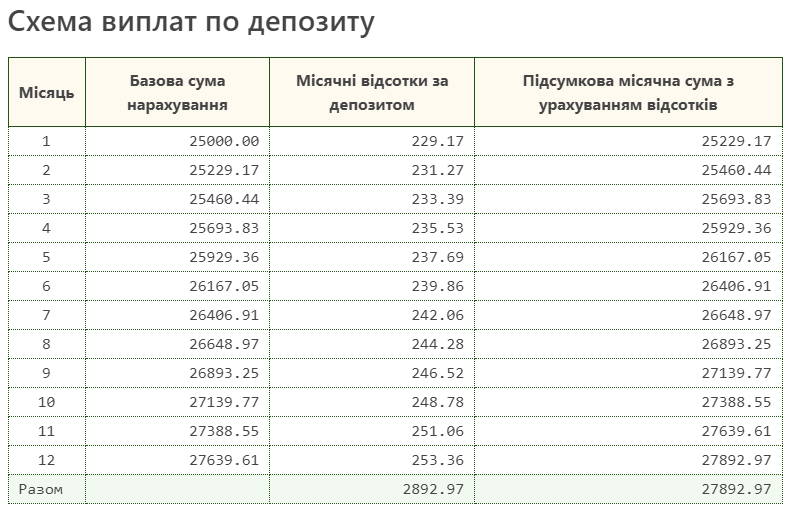 Схема виплат по депозиту
Місяць Базова сума нарахування Місячні відсотки за депозитом Підсумкова місячна сума з урахуванням відсотків
1 25000.00 229.17 25229.17
2 25229.17 231.27 25460.44
3 25460.44 233.39 25693.83
4 25693.83 235.53 25929.36
5 25929.36 237.69 26167.05
6 26167.05 239.86 26406.91
7 26406.91 242.06 26648.97
8 26648.97 244.28 26893.25
9 26893.25 246.52 27139.77
10 27139.77 248.78 27388.55
11 27388.55 251.06 27639.61
12 27639.61 253.36 27892.97
Разом 2892.97 27892.97